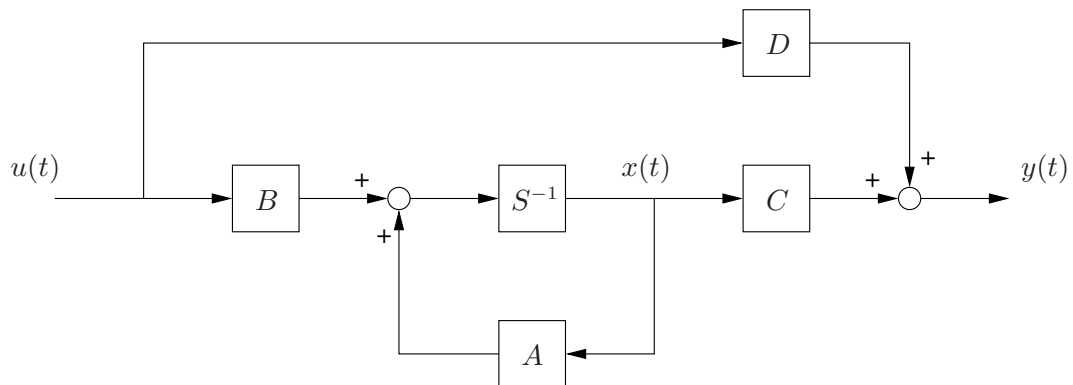 D
+
u(t) B + S⁻¹ x(t) C + y(t)
+
A